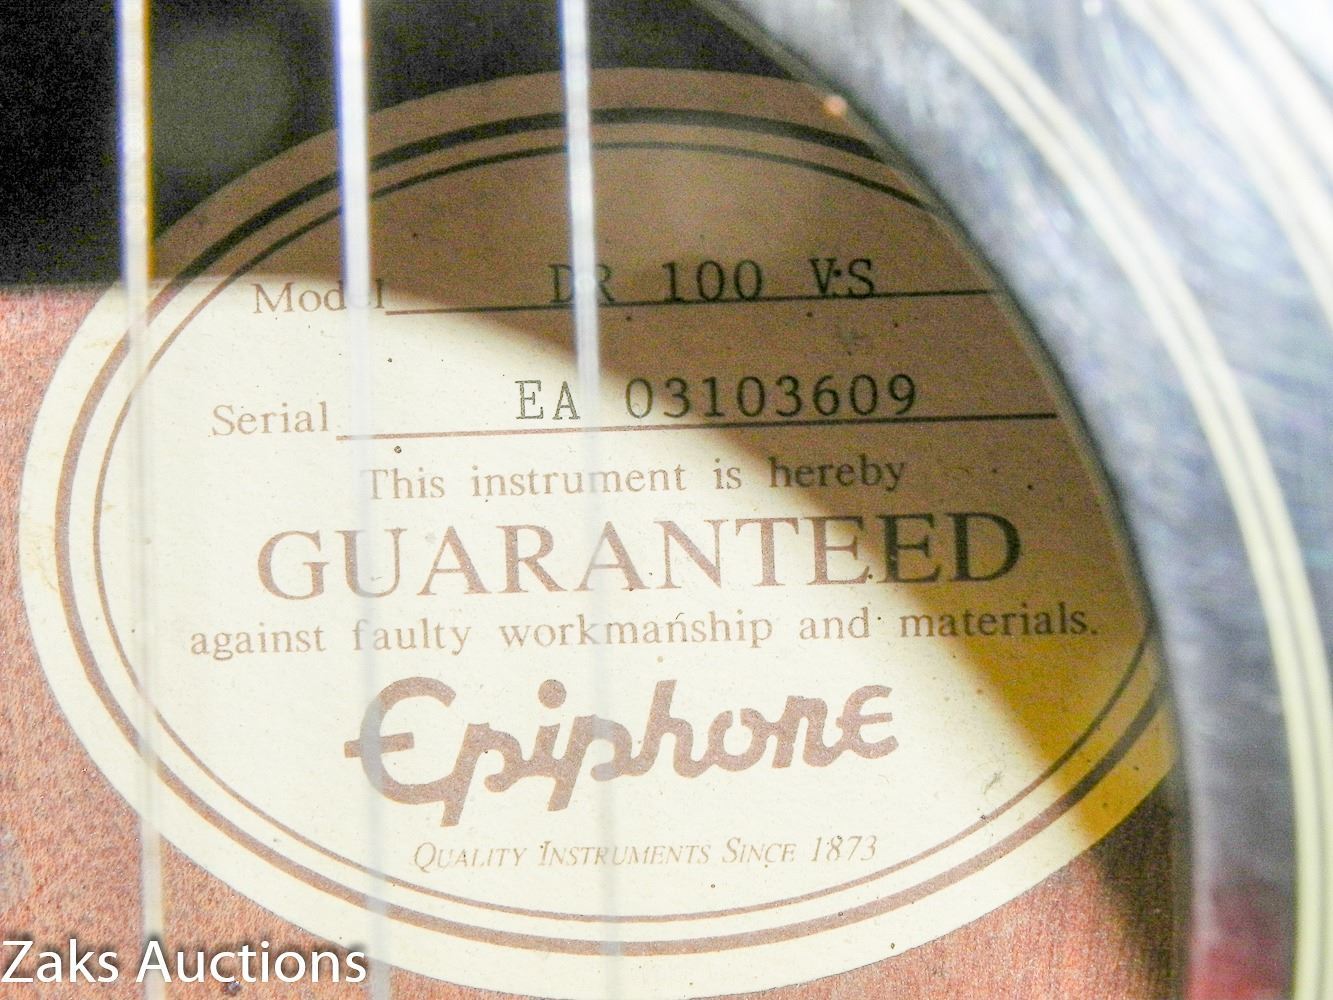 Model DR 100 VS
Serial EA 03103609
This instrument is hereby
GUARANTEED
against faulty workmanship and materials.
Epiphone
QUALITY INSTRUMENTS SINCE 1873
Zaks Auctions